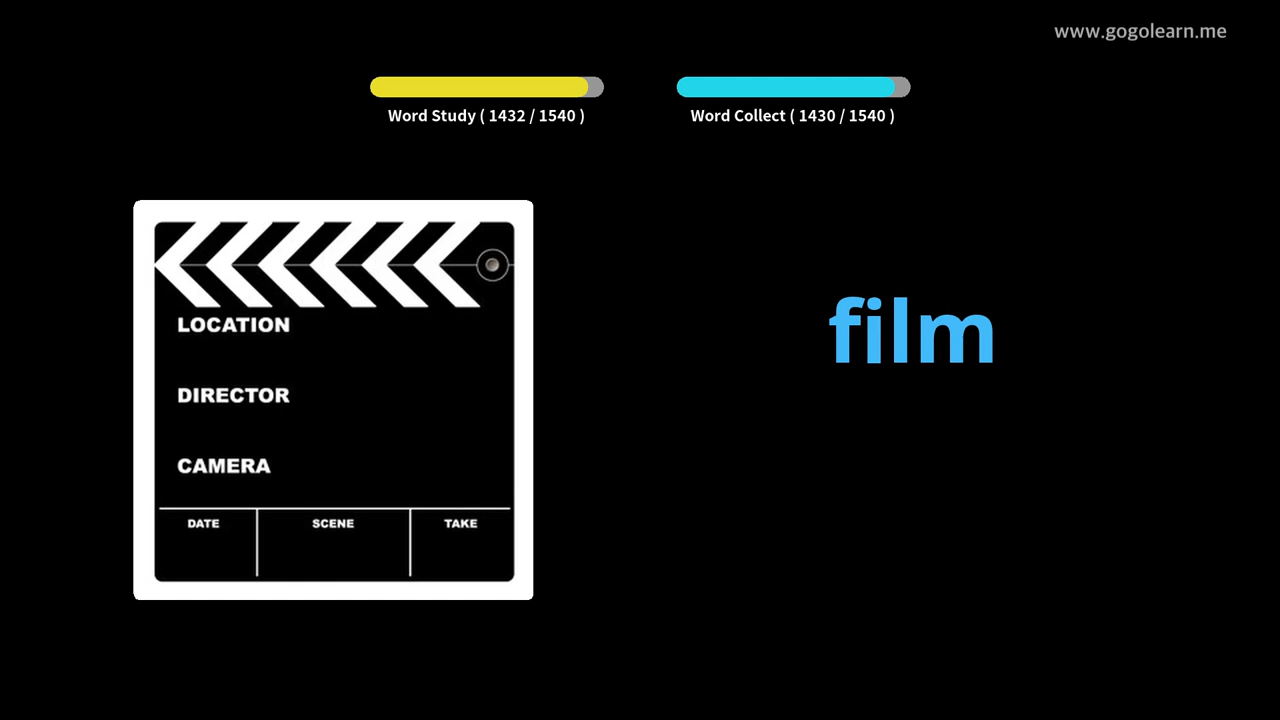 www.gogolearn.me
Word Study ( 1432 / 1540 )
Word Collect ( 1430 / 1540 )
LOCATION
DIRECTOR
CAMERA
DATE
SCENE
TAKE
film